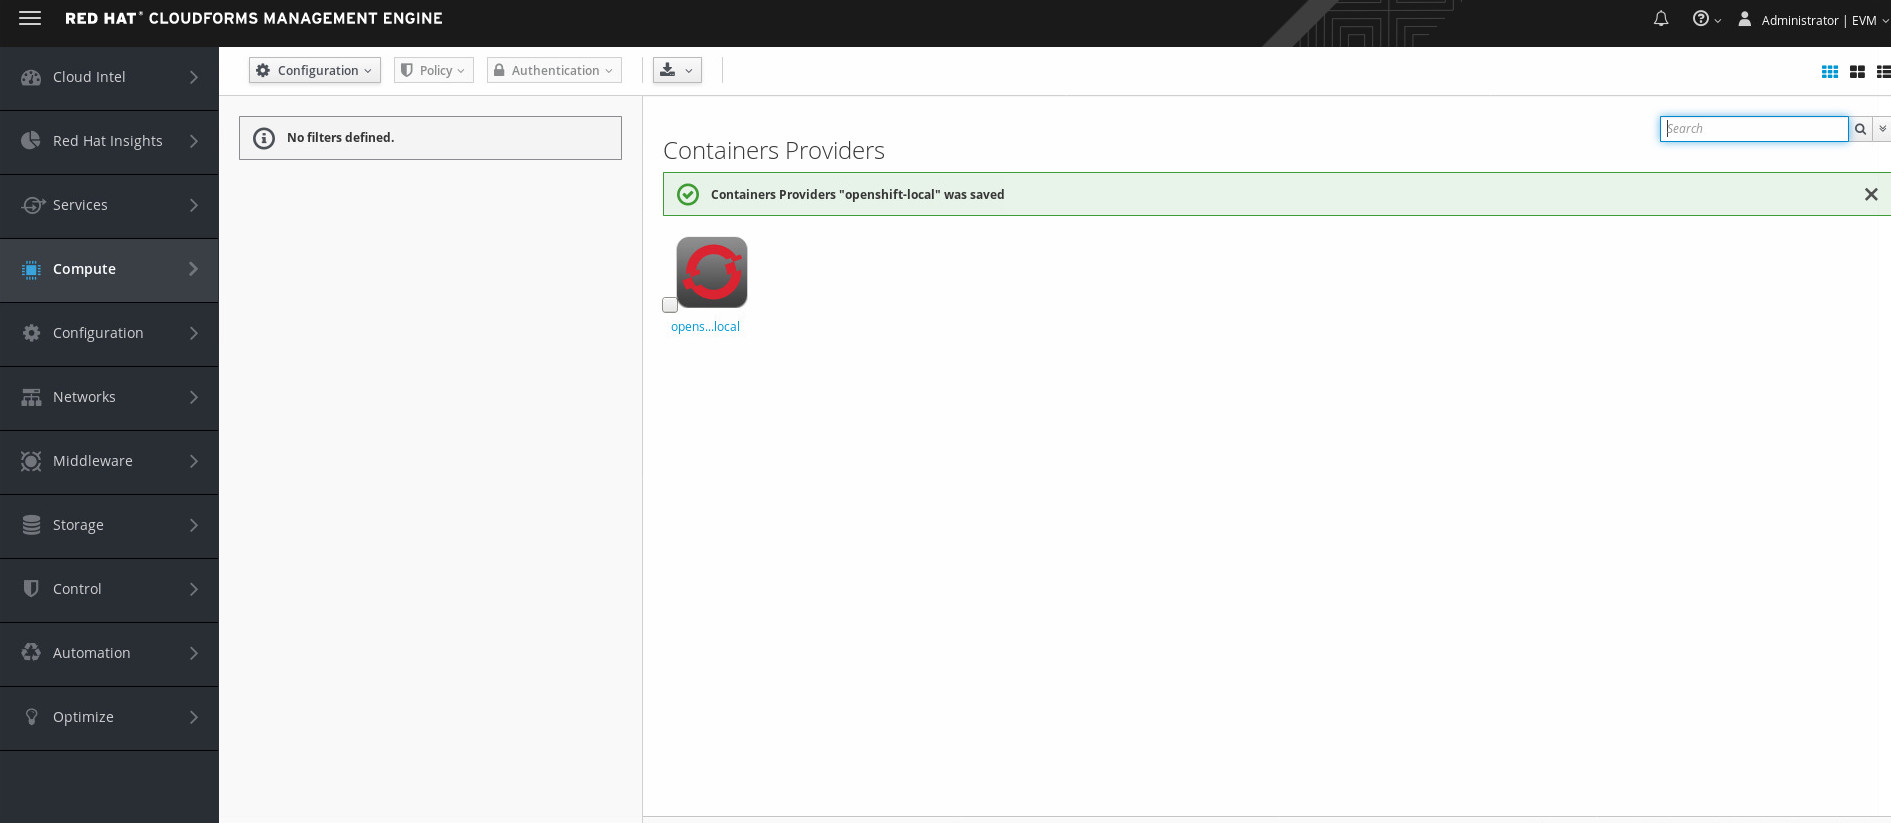 RED HAT® CLOUDFORMS MANAGEMENT ENGINE
Administrator | EVM
Cloud Intel
Red Hat Insights
Services
Compute
Configuration
Networks
Middleware
Storage
Control
Automation
Optimize
Configuration
Policy
Authentication
No filters defined.
Search
Containers Providers
Containers Providers "openshift-local" was saved
opens...local